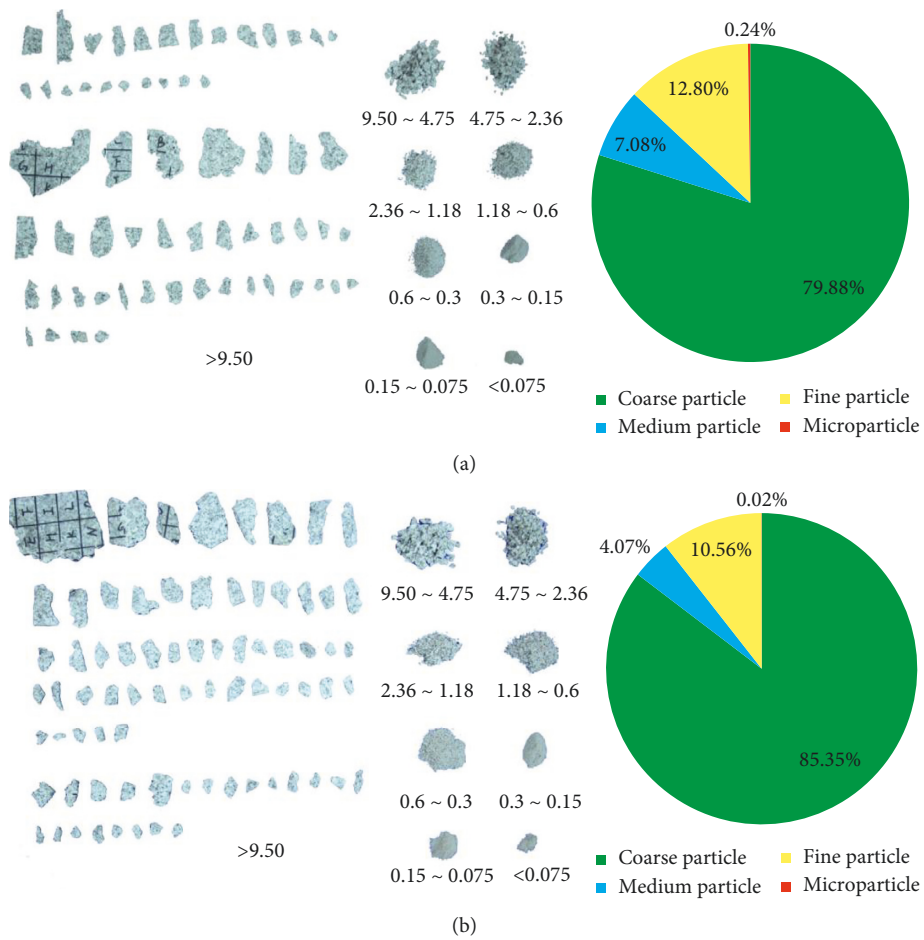 0.24%
12.80%
7.08%
79.88%
9.50 ~ 4.75
4.75 ~ 2.36
2.36 ~ 1.18
1.18 ~ 0.6
0.6 ~ 0.3
0.3 ~ 0.15
>9.50
0.15 ~ 0.075
<0.075
Coarse particle
Fine particle
Medium particle
Microparticle
(a)
0.02%
4.07%
10.56%
85.35%
9.50 ~ 4.75
4.75 ~ 2.36
2.36 ~ 1.18
1.18 ~ 0.6
0.6 ~ 0.3
0.3 ~ 0.15
>9.50
0.15 ~ 0.075
<0.075
Coarse particle
Fine particle
Medium particle
Microparticle
(b)